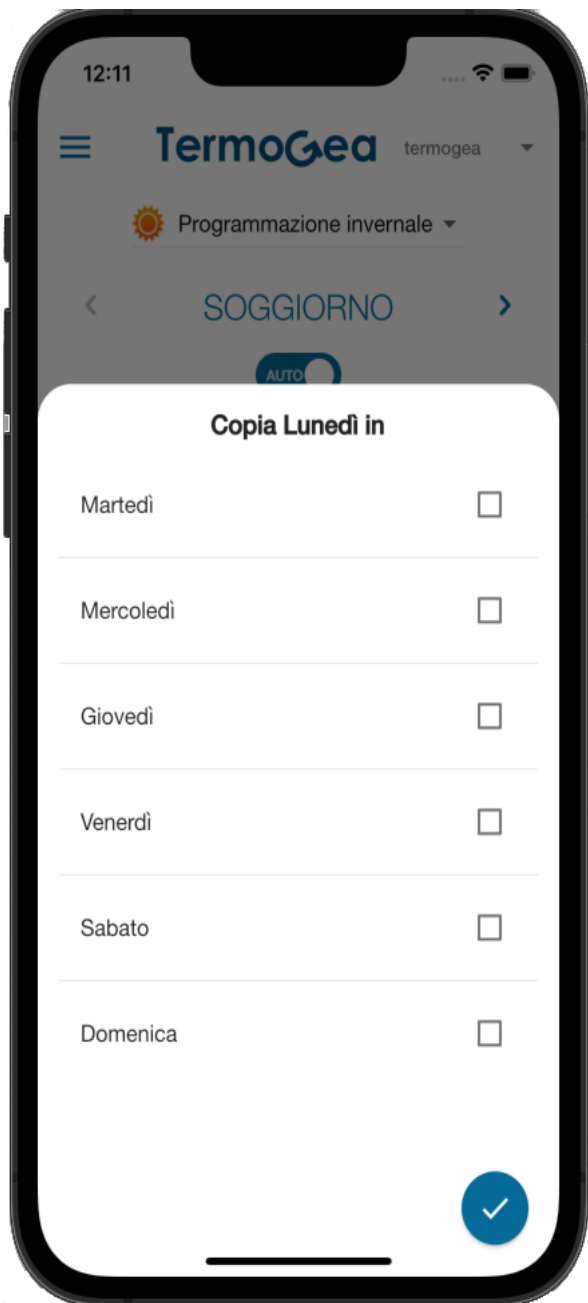 12:11
TermoGea
termogea
Programmazione invernale
SOGGIORNO
AUTO
Copia Lunedì in
Martedì
Mercoledì
Giovedì
Venerdì
Sabato
Domenica